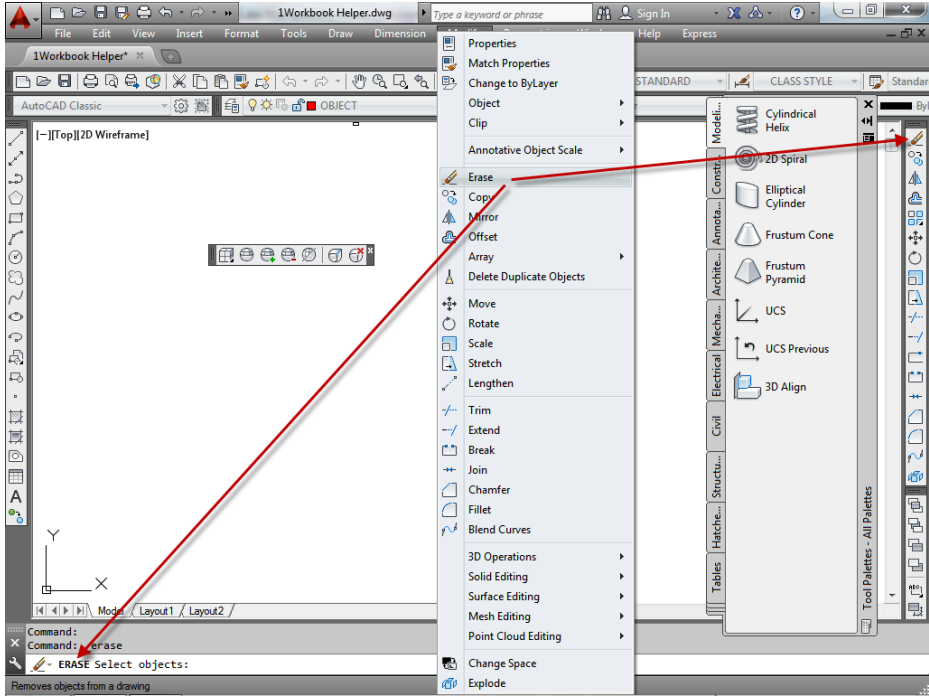 1Workbook Helper.dwg
Type a keyword or phrase
Sign In
File Edit View Insert Format Tools Draw Dimension Help Express
1Workbook Helper*
STANDARD
CLASS STYLE
Standar
AutoCAD Classic
OBJECT
[−][Top][2D Wireframe]
Properties
Match Properties
Change to ByLayer
Object
Clip
Annotative Object Scale
Erase
Copy
Mirror
Offset
Array
Delete Duplicate Objects
Move
Rotate
Scale
Stretch
Lengthen
Trim
Extend
Break
Join
Chamfer
Fillet
Blend Curves
3D Operations
Solid Editing
Surface Editing
Mesh Editing
Point Cloud Editing
Change Space
Explode
Modeli...
Constr...
Annota...
Archite...
Mecha...
Electrical
Civil
Structu...
Hatche...
Tables
Cylindrical
Helix
2D Spiral
Elliptical
Cylinder
Frustum Cone
Frustum
Pyramid
UCS
UCS Previous
3D Align
Tool Palettes - All Palettes
A
Y
X
Model Layout1 Layout2
Command:
Command: _erase
ERASE Select objects:
Removes objects from a drawing